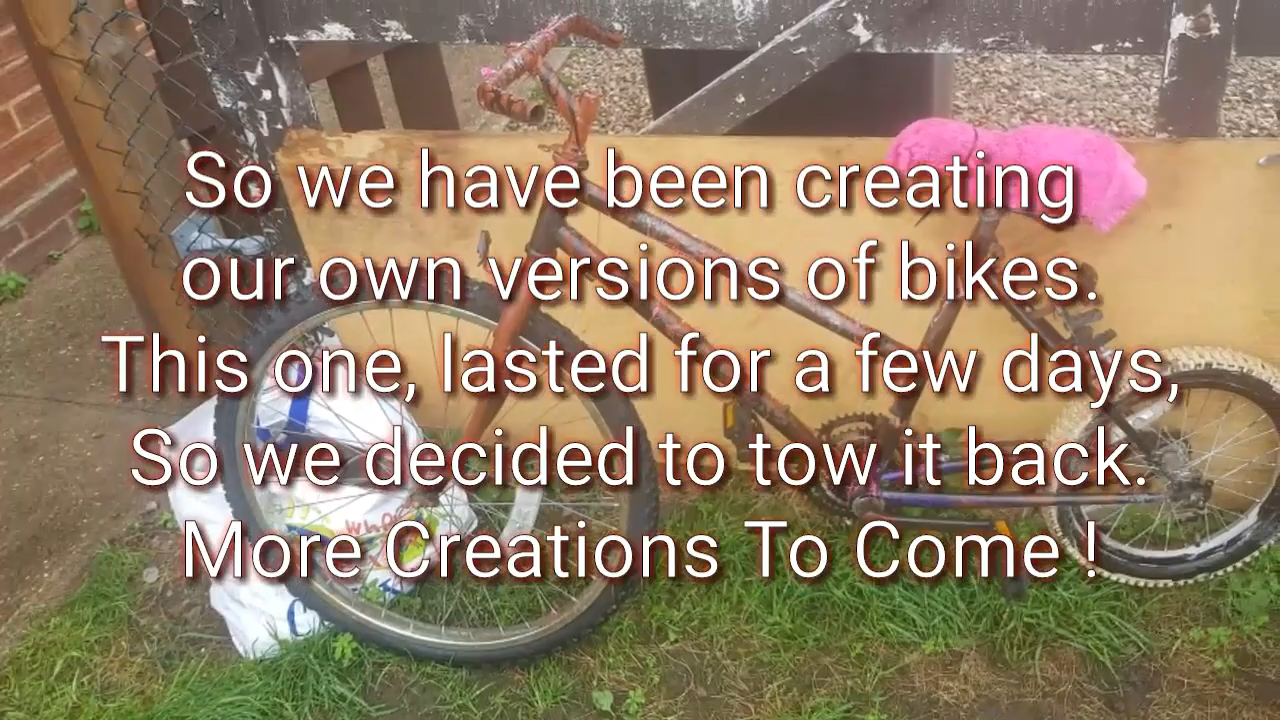 So we have been creating
our own versions of bikes.
This one, lasted for a few days,
So we decided to tow it back.
More Creations To Come !